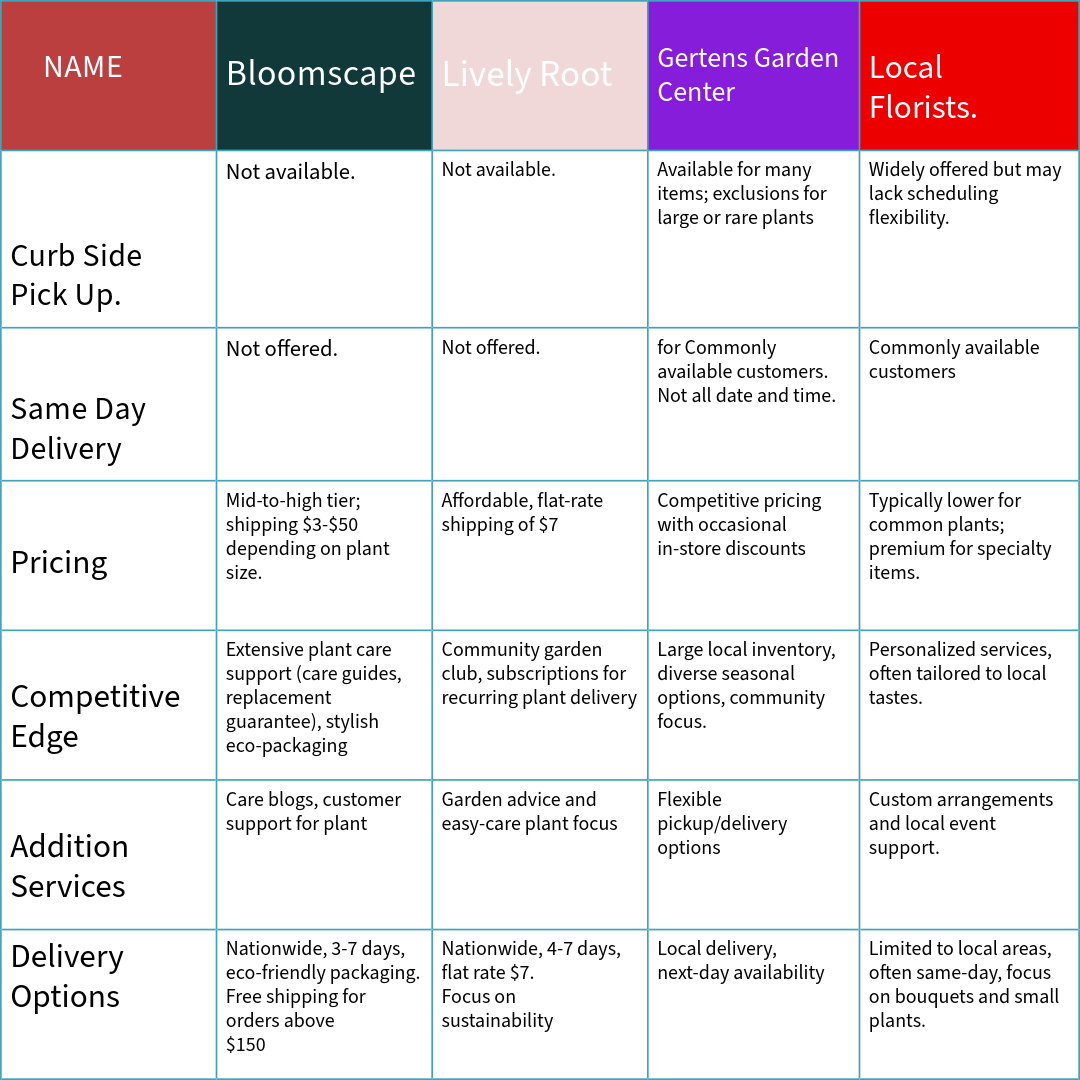 NAME
Bloomscape
Lively Root
Gertens Garden
Center
Local
Florists.
Curb Side
Pick Up.
Not available.
Not available.
Available for many
items; exclusions for
large or rare plants
Widely offered but may
lack scheduling
flexibility.
Same Day
Delivery
Not offered.
Not offered.
for Commonly
available customers.
Not all date and time.
Commonly available
customers
Pricing
Mid-to-high tier;
shipping $3-$50
depending on plant
size.
Affordable, flat-rate
shipping of $7
Competitive pricing
with occasional
in-store discounts
Typically lower for
common plants;
premium for specialty
items.
Competitive
Edge
Extensive plant care
support (care guides,
replacement
guarantee), stylish
eco-packaging
Community garden
club, subscriptions for
recurring plant delivery
Large local inventory,
diverse seasonal
options, community
focus.
Personalized services,
often tailored to local
tastes.
Addition
Services
Care blogs, customer
support for plant
Garden advice and
easy-care plant focus
Flexible
pickup/delivery
options
Custom arrangements
and local event
support.
Delivery
Options
Nationwide, 3-7 days,
eco-friendly packaging.
Free shipping for
orders above
$150
Nationwide, 4-7 days,
flat rate $7.
Focus on
sustainability
Local delivery,
next-day availability
Limited to local areas,
often same-day, focus
on bouquets and small
plants.